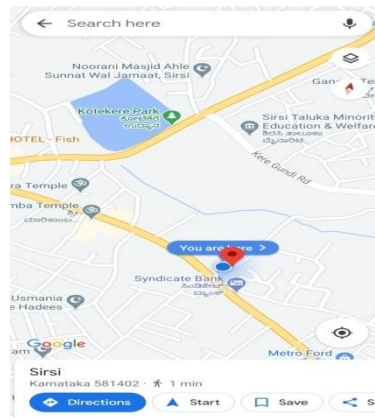 Search here
Noorani Masjid Ahle
Sunnat Wal Jamaat, Sirsi
Kotekere Park
ಕೋಟೆಕೆರೆ
ಉದ್ಯಾನ
HOTEL - Fish
Sirsi Taluka Minorit
Education & Welfar
Kere Gundi Rd
ra Temple
mba Temple
You are here >
Syndicate Bank
ಸಿಂಡಿಕೇಟ್
ಬ್ಯಾಂಕ್
Usmania
e Hadees
Google
Metro Ford
Sirsi
Karnataka 581402 · 1 min
Directions
Start
Save
S